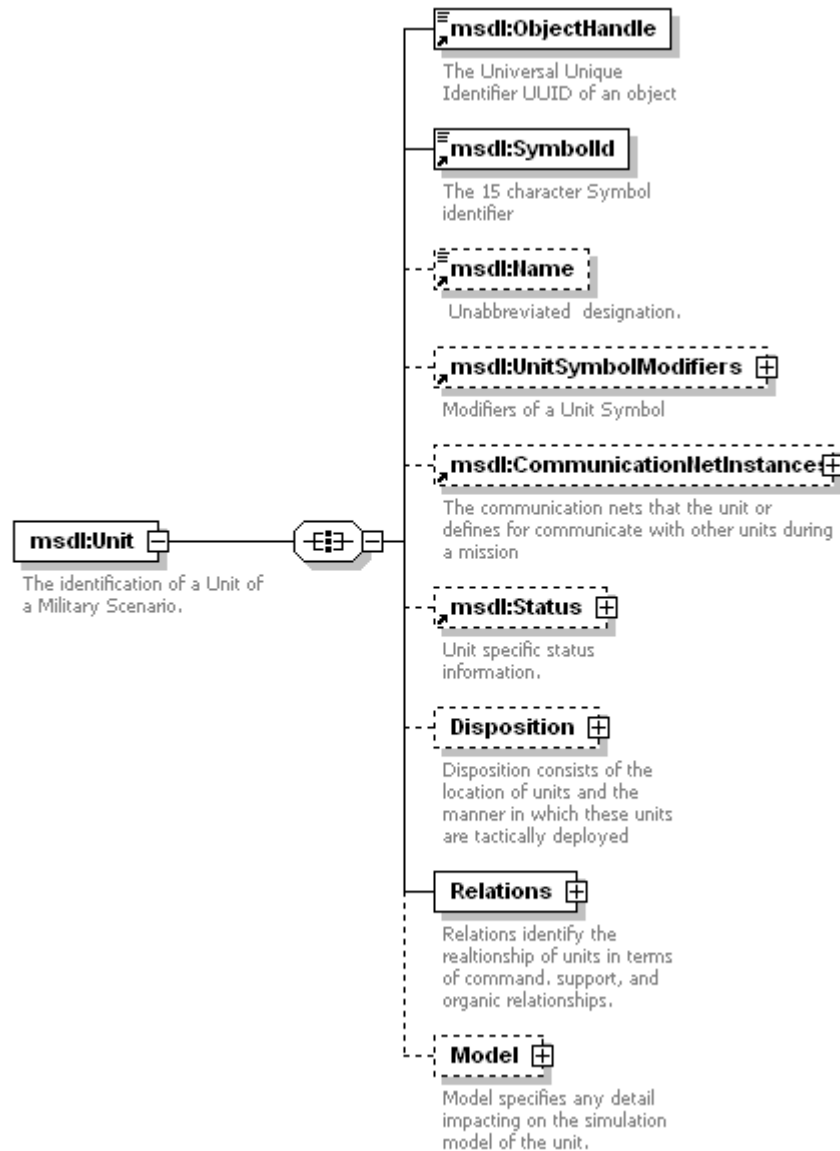 msdl:ObjectHandle
The Universal Unique
Identifier UUID of an object
msdl:SymbolId
The 15 character Symbol
identifier
msdl:Name
Unabbreviated designation.
msdl:UnitSymbolModifiers
Modifiers of a Unit Symbol
msdl:CommunicationNetInstances
The communication nets that the unit or
defines for communicate with other units during
a mission
msdl:Unit
The identification of a Unit of
a Military Scenario.
msdl:Status
Unit specific status
information.
Disposition
Disposition consists of the
location of units and the
manner in which these units
are tactically deployed
Relations
Relations identify the
realtionship of units in terms
of command. support, and
organic relationships.
Model
Model specifies any detail
impacting on the simulation
model of the unit.